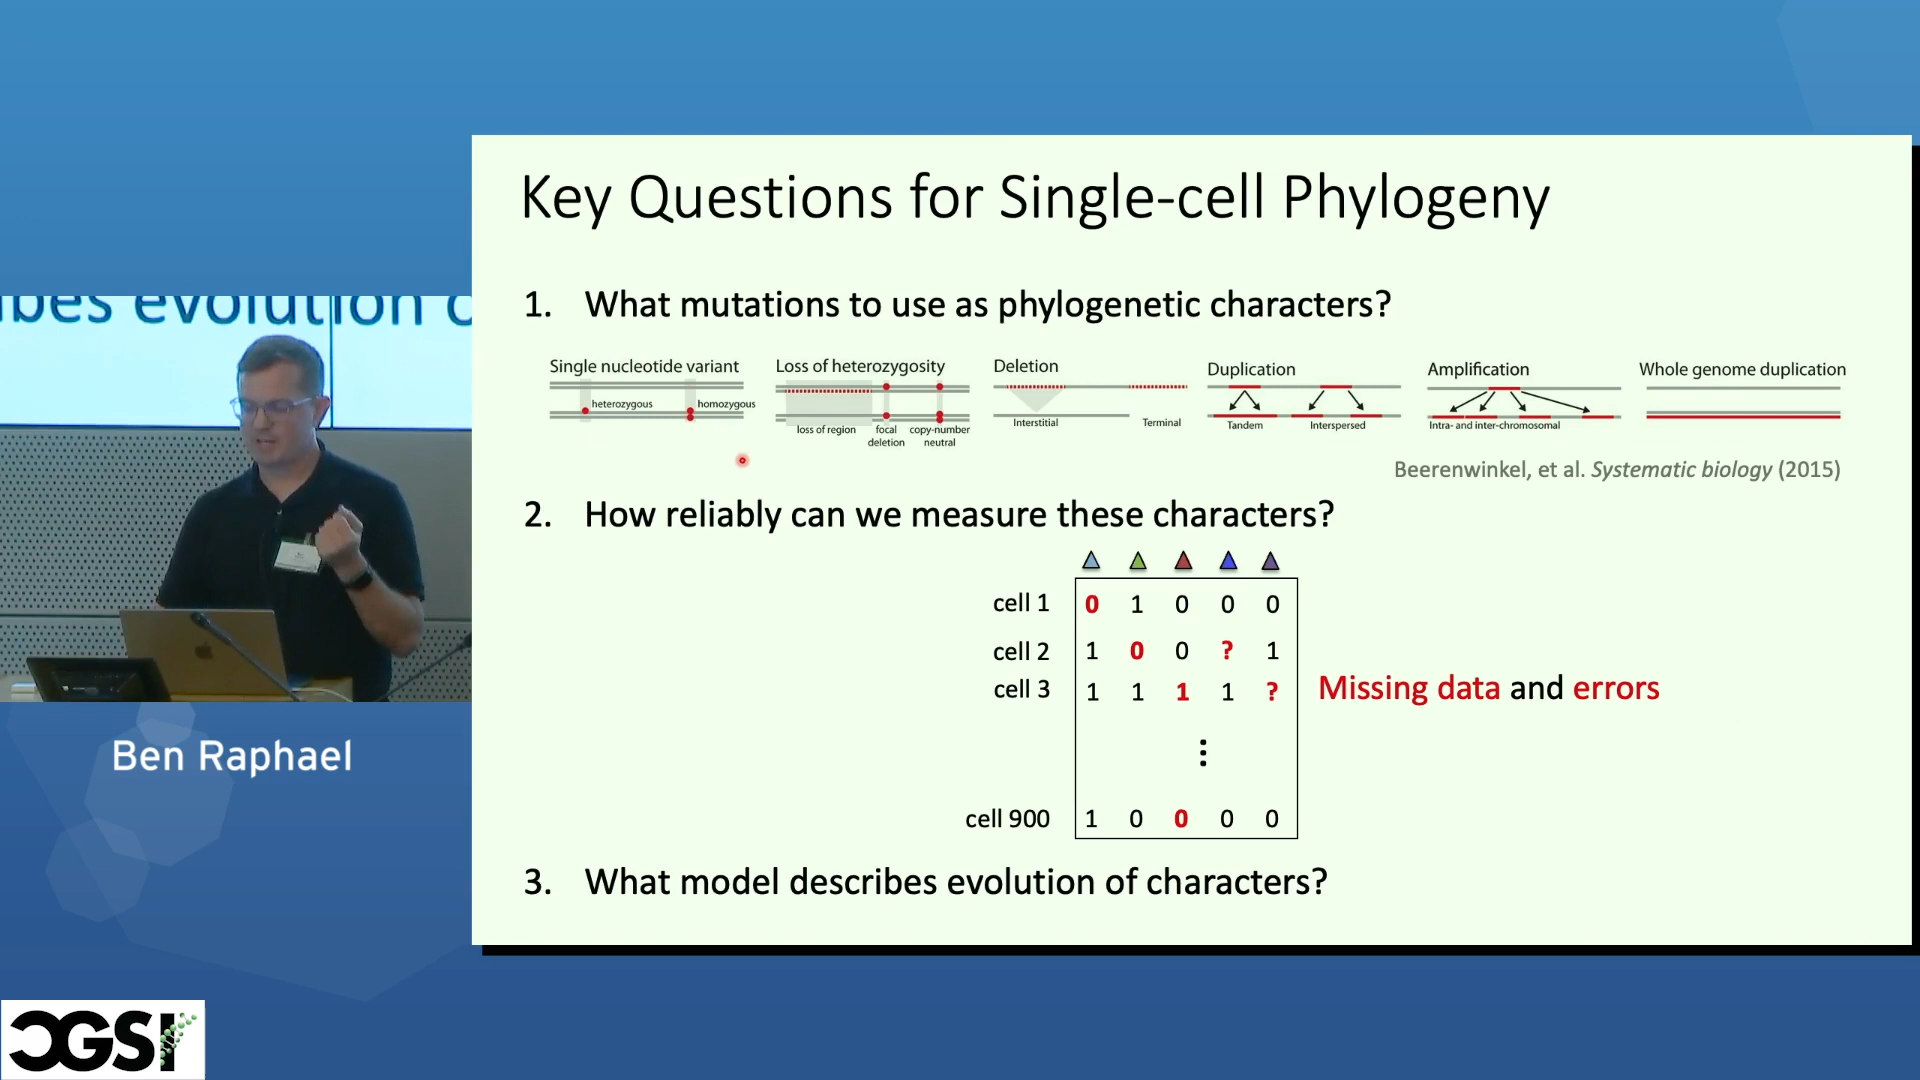 Key Questions for Single-cell Phylogeny
1. What mutations to use as phylogenetic characters?
Single nucleotide variant
heterozygous
homozygous
Loss of heterozygosity
loss of region
focal
deletion
copy-number
neutral
Deletion
Interstitial
Terminal
Duplication
Tandem
Interspersed
Amplification
Intra- and inter-chromosomal
Whole genome duplication
Beerenwinkel, et al. Systematic biology (2015)
2. How reliably can we measure these characters?
cell 1 0 1 0 0 0
cell 2 1 0 0 ? 1
cell 3 1 1 1 1 ?
Missing data and errors
⋮
cell 900 1 0 0 0 0
3. What model describes evolution of characters?
ibes evolution o
Ben Raphael
CGSI